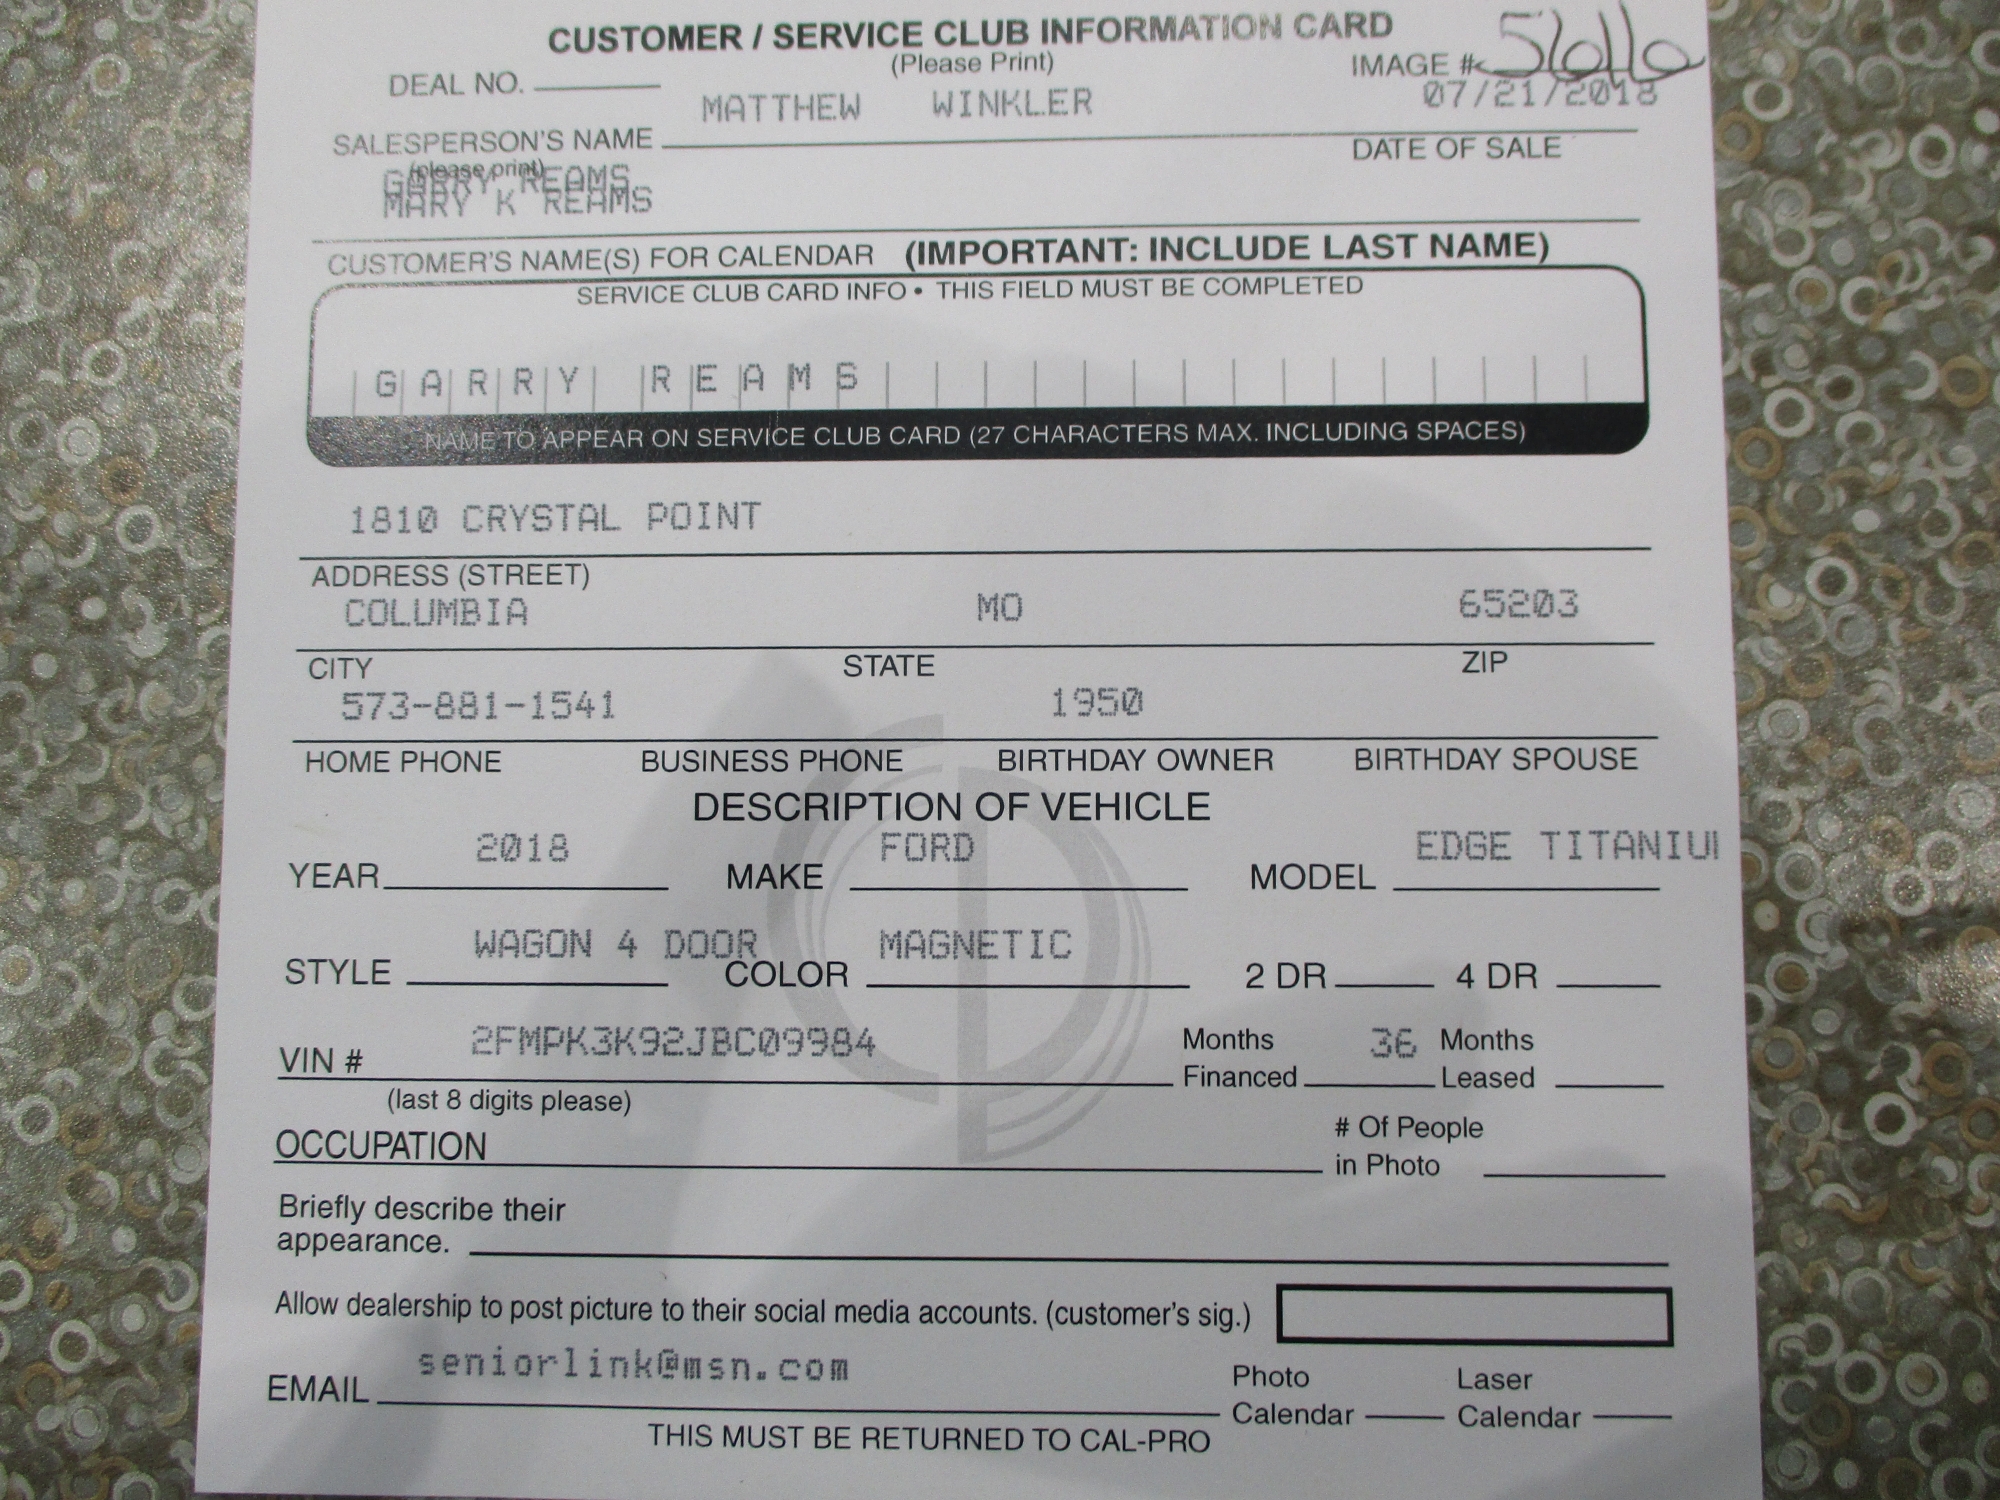 CUSTOMER / SERVICE CLUB INFORMATION CARD
(Please Print)
DEAL NO.
IMAGE #
MATTHEW WINKLER
07/21/2018
SALESPERSON'S NAME
DATE OF SALE
(please print)
GARRY REAMS
MARY K REAMS
CUSTOMER'S NAME(S) FOR CALENDAR (IMPORTANT: INCLUDE LAST NAME)
SERVICE CLUB CARD INFO • THIS FIELD MUST BE COMPLETED
GARRY REAMS
NAME TO APPEAR ON SERVICE CLUB CARD (27 CHARACTERS MAX. INCLUDING SPACES)
1810 CRYSTAL POINT
ADDRESS (STREET)
COLUMBIA MO 65203
CITY STATE ZIP
573-881-1541 1950
HOME PHONE BUSINESS PHONE BIRTHDAY OWNER BIRTHDAY SPOUSE
DESCRIPTION OF VEHICLE
2018 FORD EDGE TITANIU
YEAR MAKE MODEL
WAGON 4 DOOR MAGNETIC
STYLE COLOR 2 DR 4 DR
2FMPK3K92JBC09984
VIN #
Months Financed 36 Months Leased
(last 8 digits please)
OCCUPATION
# Of People in Photo
Briefly describe their
appearance.
Allow dealership to post picture to their social media accounts. (customer's sig.)
seniorlink@msn.com
EMAIL
Photo Calendar Laser Calendar
THIS MUST BE RETURNED TO CAL-PRO